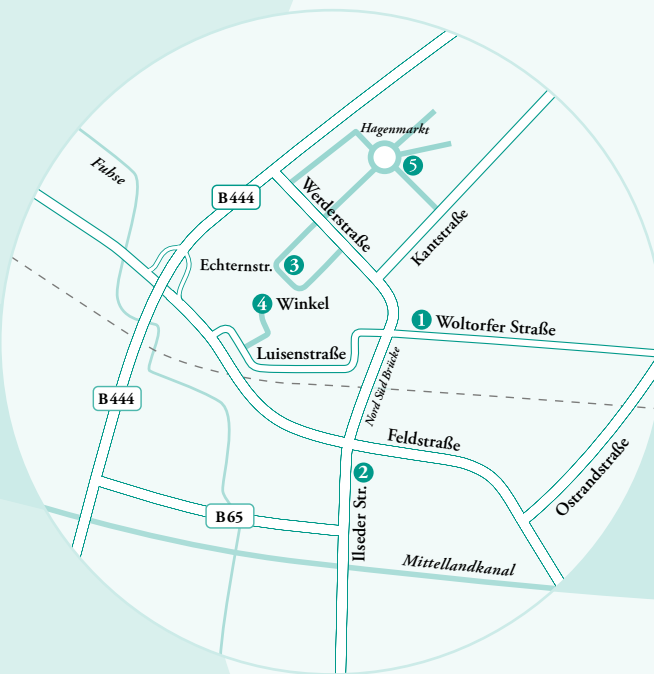 Hagenmarkt
5
Fuhse
B444
Werderstraße
Kantstraße
Echternstr.
3
4
Winkel
1
Woltorfer Straße
Luisenstraße
Nord Süd Brücke
B444
Feldstraße
2
Ostrandstraße
Ilseder Str.
B65
Mittellandkanal